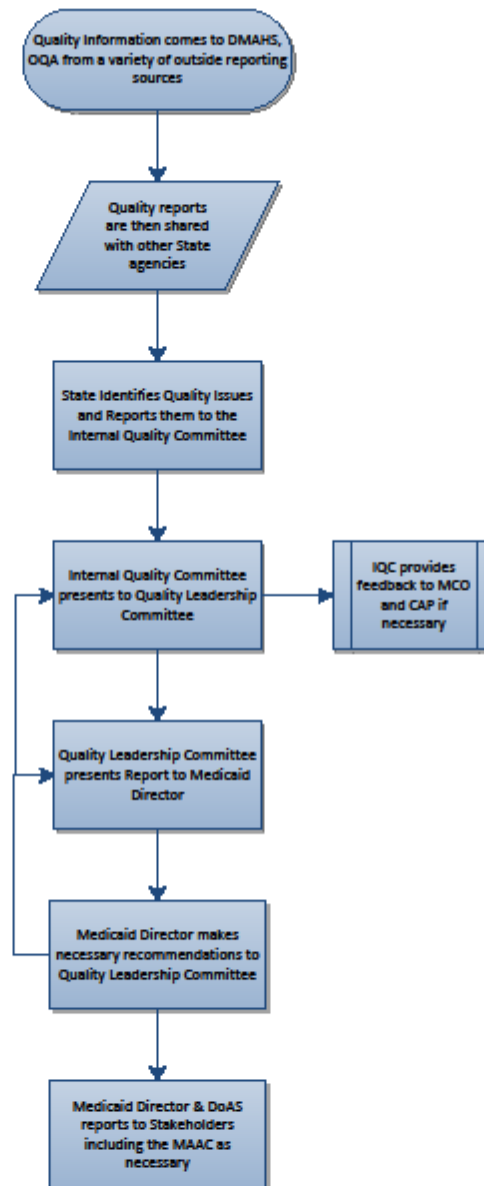 Quality Information comes to DMAHS,
OQA from a variety of outside reporting
sources
Quality reports
are then shared
with other State
agencies
State Identifies Quality Issues
and Reports them to the
Internal Quality Committee
Internal Quality Committee
presents to Quality Leadership
Committee
IQC provides
feedback to MCO
and CAP if
necessary
Quality Leadership Committee
presents Report to Medicaid
Director
Medicaid Director makes
necessary recommendations to
Quality Leadership Committee
Medicaid Director & DoAS
reports to Stakeholders
including the MAAC as
necessary